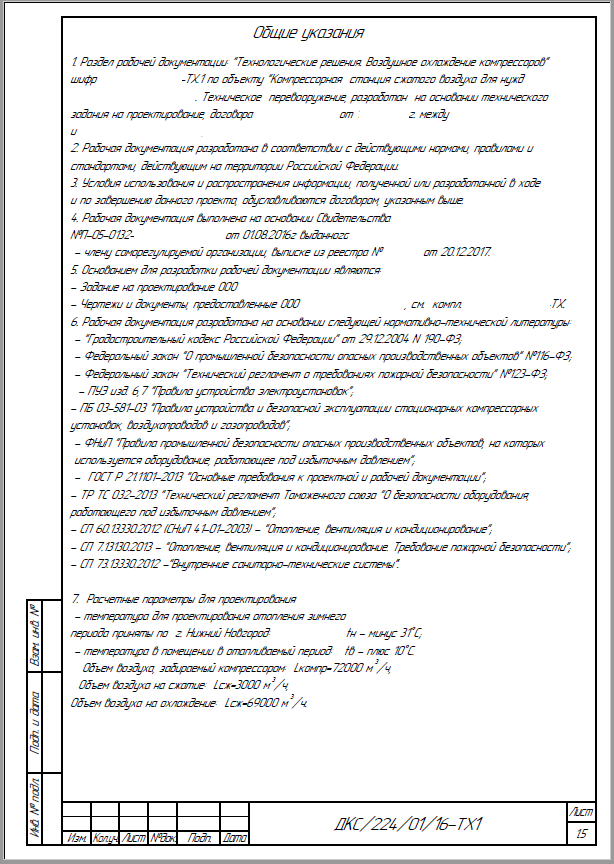 Общие указания
1. Раздел рабочей документации: "Технологические решения. Воздушное охлаждение компрессоров"
шифр -ТХ.1 по объекту "Компрессорная станция сжатого воздуха для нужд
. Техническое перевооружение, разработан на основании технического
задания на проектирование, договора от г. между
и .
2. Рабочая документация разработана в соответствии с действующими нормами, правилами и
стандартами, действующим на территории Российской Федерации.
3. Условия использования и распространения информации, полученной или разработанной в ходе
и по завершению данного проекта, обуславливаются договором, указанным выше.
4. Рабочая документация выполнена на основании Свидетельства
№П-05-0132- от 01.08.2016г выданного
- члену саморегулируемой организации, выписке из реестра № от 20.12.2017.
5. Основанием для разработки рабочей документации являются:
- Задание на проектирование ООО
- Чертежи и документы, предоставленные ООО , см. компл. -ТХ.
6. Рабочая документация разработана на основании следующей нормативно-технической литературы:
- "Градостроительный кодекс Российской Федерации" от 29.12.2004 N 190-ФЗ;
- Федеральный закон "О промышленной безопасности опасных производственных объектов" №116-ФЗ;
- Федеральный закон "Технический регламент о требованиях пожарной безопасности" №123-ФЗ;
- ПУЭ изд. 6, 7 "Правила устройства электроустановок";
- ПБ 03-581-03 "Правила устройства и безопасной эксплуатации стационарных компрессорных
установок, воздухопроводов и газопроводов";
- ФНиП "Правила промышленной безопасности опасных производственных объектов, на которых
используется оборудование, работающее под избыточным давлением";
- ГОСТ Р 21.1101-2013 "Основные требования к проектной и рабочей документации";
- ТР ТС 032-2013 "Технический регламент Таможенного союза "О безопасности оборудования,
работающего под избыточным давлением";
- СП 60.13330.2012 (СНиП 41-01-2003) - "Отопление, вентиляция и кондиционирование";
- СП 7.13130.2013 - "Отопление, вентиляция и кондиционирование. Требование пожарной безопасности";
- СП 73.13330.2012 -"Внутренние санитарно-технические системы".
7. Расчетные параметры для проектирования
- температура для проектирования отопления зимнего
периода приняты по г. Нижний Новгород: tн - минус 31°С;
- температура в помещении в отапливаемый период: tв - плюс 10°С
Объем воздуха, забираемый компрессором: Lкомпр=72000 м³/ч;
Объем воздуха на сжатие: Lсж=3000 м³/ч;
Объем воздуха на охлаждение: Lсж=69000 м³/ч.
Взам. инв. №
Подп. и дата
Инв. № подл.
Изм. Кол.уч. Лист №док. Подп. Дата
ДКС/224/01/16-ТХ1
Лист
1.5